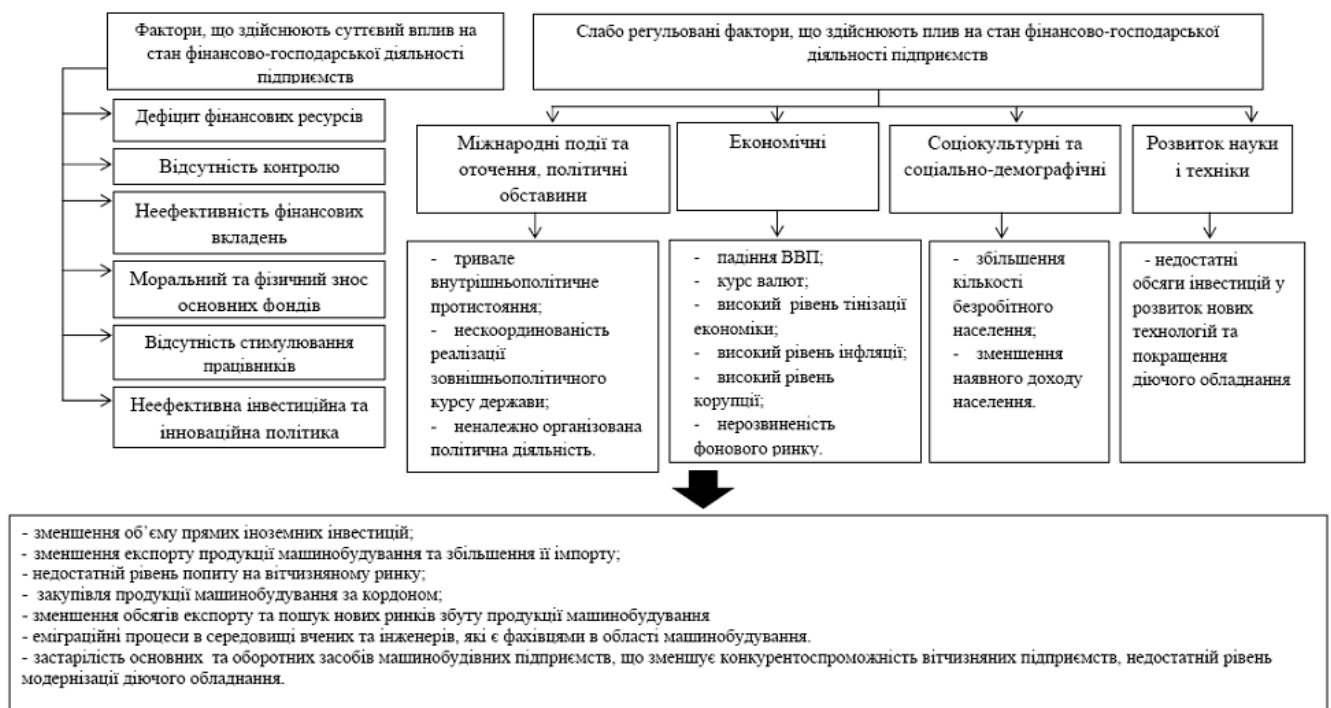 Фактори, що здійснюють суттєвий вплив на
стан фінансово-господарської діяльності
підприємств
Дефіцит фінансових ресурсів
Відсутність контролю
Неефективність фінансових
вкладень
Моральний та фізичний знос
основних фондів
Відсутність стимулювання
працівників
Неефективна інвестиційна та
інноваційна політика
Слабо регульовані фактори, що здійснюють плив на стан фінансово-господарської
діяльності підприємств
Міжнародні події та
оточення, політичні
обставини
- тривале
внутрішньополітичне
протистояння;
- нескоординованість
реалізації
зовнішньополітичного
курсу держави;
- неналежно організована
політична діяльність.
Економічні
- падіння ВВП;
- курс валют;
- високий рівень тінізації
економіки;
- високий рівень інфляції;
- високий рівень
корупції;
- нерозвиненість
фонового ринку.
Соціокультурні та
соціально-демографічні
- збільшення
кількості
безробітного
населення;
- зменшення
наявного доходу
населення.
Розвиток науки
і техніки
- недостатні
обсяги інвестицій у
розвиток нових
технологій та
покращення
діючого обладнання
- зменшення об’єму прямих іноземних інвестицій;
- зменшення експорту продукції машинобудування та збільшення її імпорту;
- недостатній рівень попиту на вітчизняному ринку;
- закупівля продукції машинобудування за кордоном;
- зменшення обсягів експорту та пошук нових ринків збуту продукції машинобудування
- еміграційні процеси в середовищі вчених та інженерів, які є фахівцями в області машинобудування.
- застарілість основних та оборотних засобів машинобудівних підприємств, що зменшує конкурентоспроможність вітчизняних підприємств, недостатній рівень
модернізації діючого обладнання.